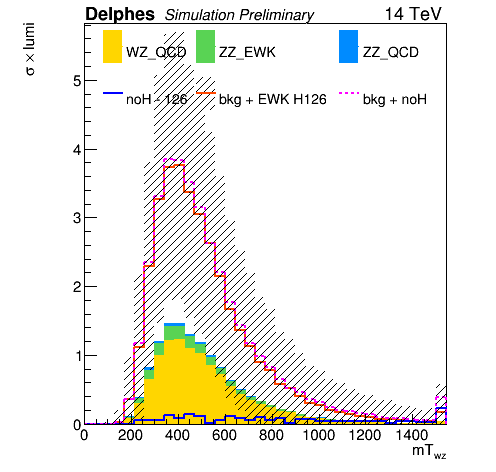 Delphes Simulation Preliminary 14 TeV
σ × lumi
WZ_QCD ZZ_EWK ZZ_QCD
noH - 126 bkg + EWK H126 bkg + noH
5
4
3
2
1
0
0 200 400 600 800 1000 1200 1400
mTwz